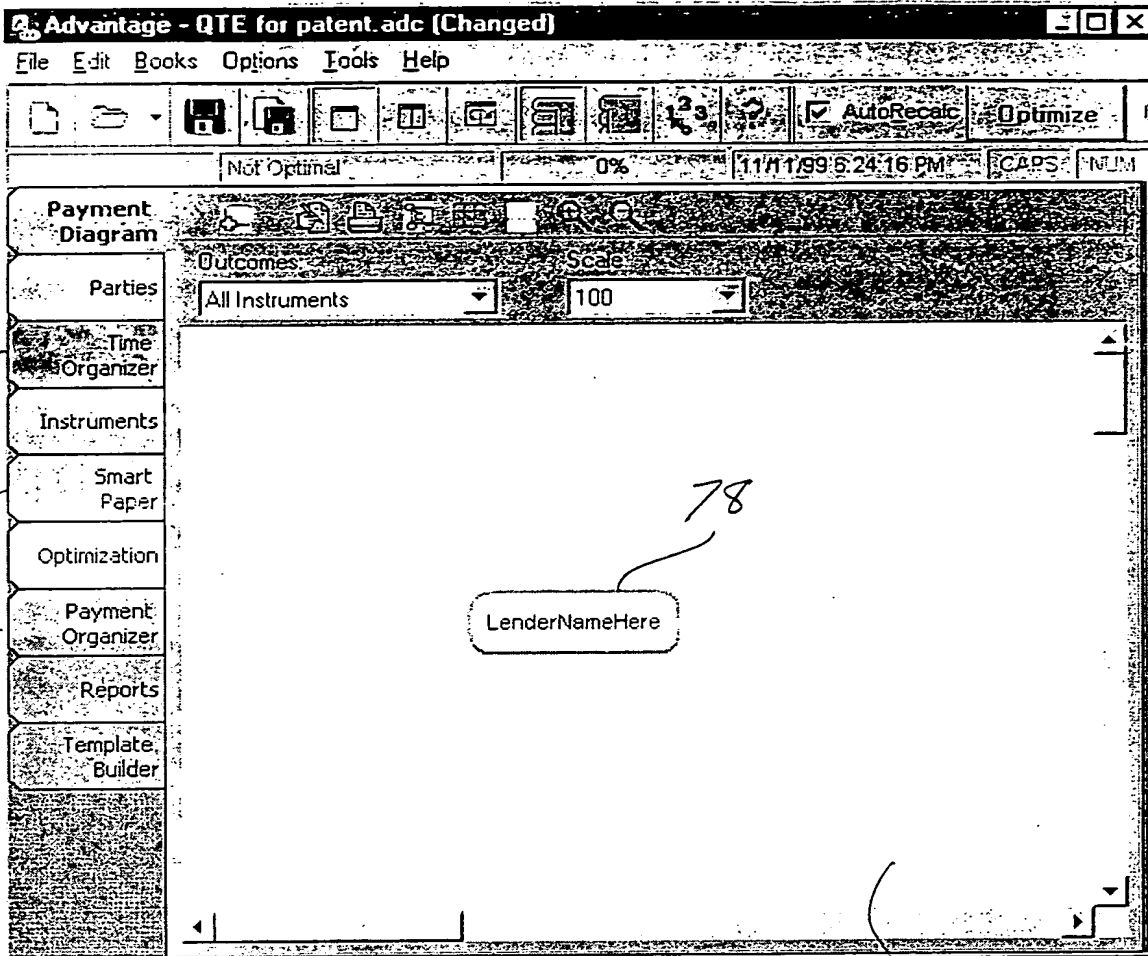 Advantage - QTE for patent.adc (Changed)
File Edit Books Options Tools Help
AutoRecalc Optimize
Not Optimal 0% 11/11/99 6:24:16 PM CAPS NUM
Payment
Diagram
Outcomes Scale
Parties
All Instruments 100
Time
Organizer
Instruments
Smart
Paper
78
Optimization
LenderNameHere
Payment
Organizer
Reports
Template
Builder